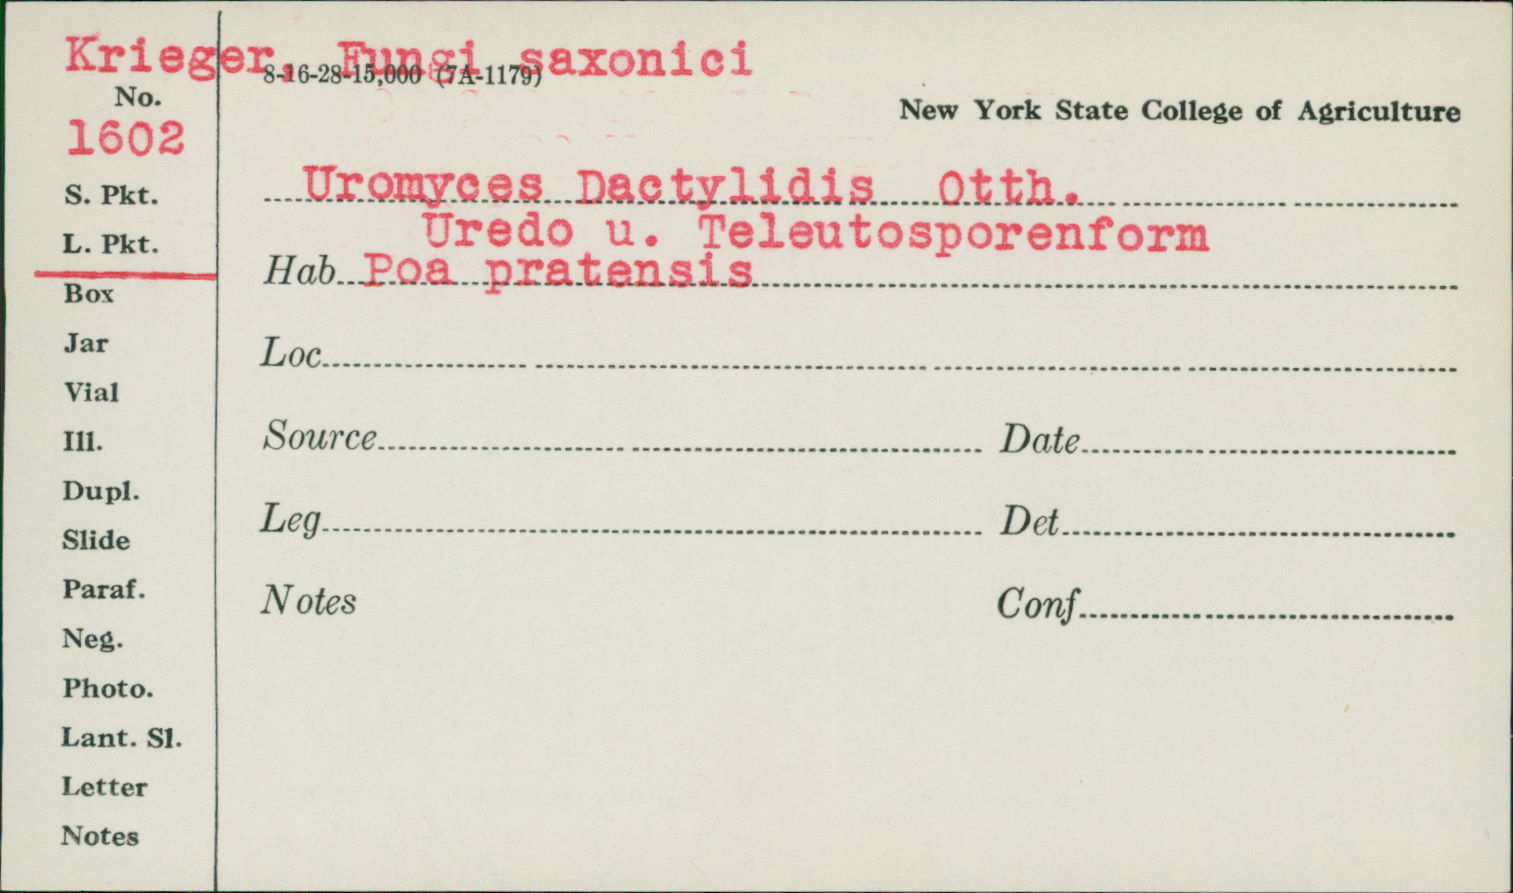 Krieger, Fungi saxonici
8-16-28-15,000 (7A-1179)
No.
New York State College of Agriculture
1602
Uromyces Dactylidis Otth.
S. Pkt.
Uredo u. Teleutosporenform
L. Pkt.
Hab Poa pratensis
Box
Jar
Loc
Vial
Ill.
Source Date
Dupl.
Leg Det
Slide
Paraf.
Notes Conf
Neg.
Photo.
Lant. Sl.
Letter
Notes